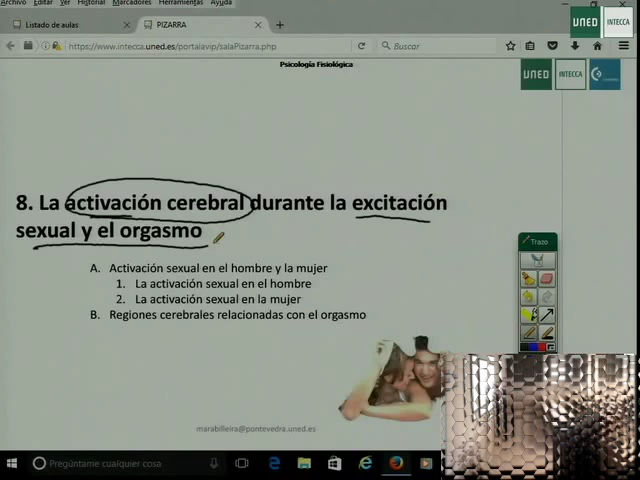 Archivo Editar Ver Historial Marcadores Herramientas Ayuda
Listado de aulas
PIZARRA
https://www.intecca.uned.es/portalavip/salaPizarra.php
Buscar
UNED
INTECCA
Psicología Fisiológica
UNED
INTECCA
8. La activación cerebral durante la excitación
sexual y el orgasmo
Trazo
A. Activación sexual en el hombre y la mujer
1. La activación sexual en el hombre
2. La activación sexual en la mujer
B. Regiones cerebrales relacionadas con el orgasmo
marabilleira@pontevedra.uned.es
Pregúntame cualquier cosa